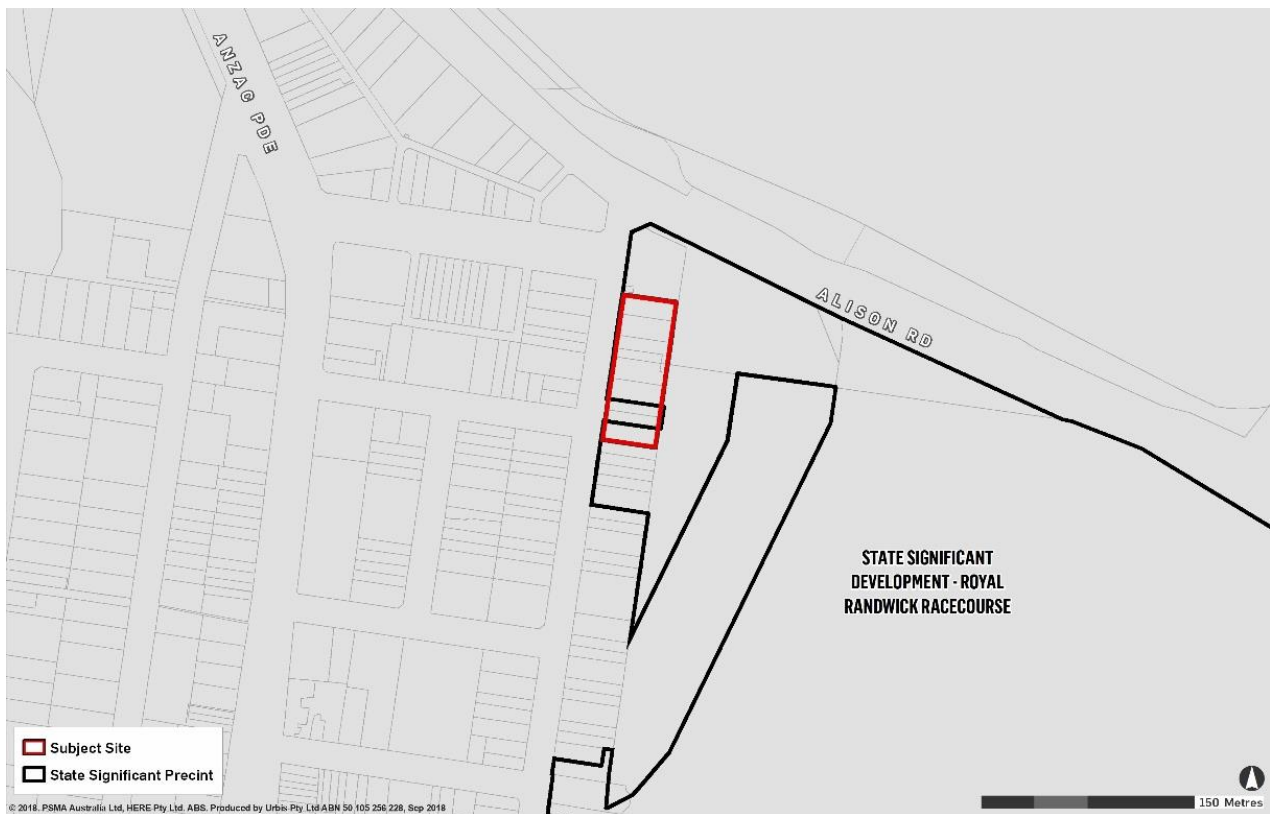 ANZAC PDE
ALISON RD
STATE SIGNIFICANT
DEVELOPMENT - ROYAL
RANDWICK RACECOURSE
Subject Site
State Significant Precint
© 2018. PSMA Australia Ltd, HERE Pty Ltd. ABS. Produced by Urbis Pty Ltd ABN 50 105 256 228, Sep 2018
150 Metres